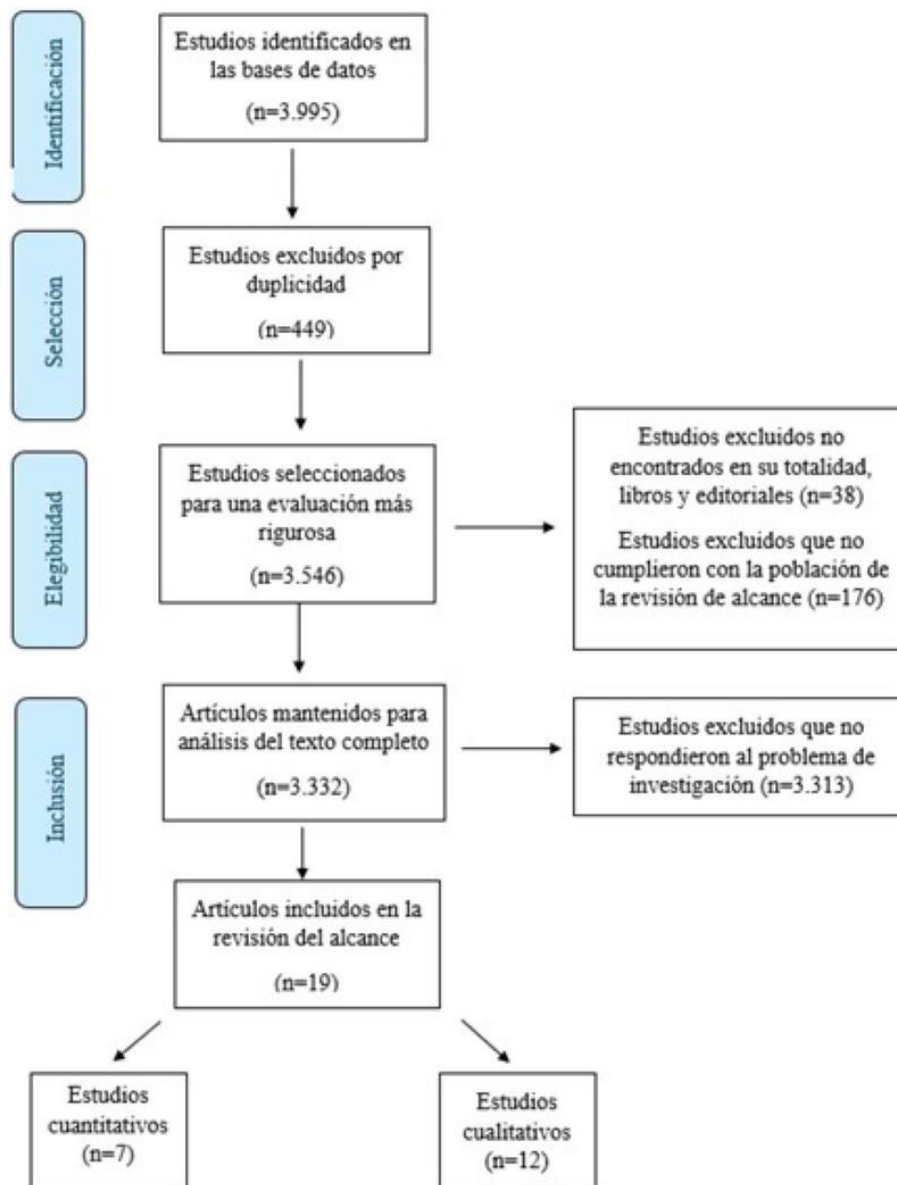 Identificación
Estudios identificados en
las bases de datos
(n=3.995)
Selección
Estudios excluidos por
duplicidad
(n=449)
Elegibilidad
Estudios seleccionados
para una evaluación más
rigurosa
(n=3.546)
Estudios excluidos no
encontrados en su totalidad,
libros y editoriales (n=38)
Estudios excluidos que no
cumplieron con la población de
la revisión de alcance (n=176)
Inclusión
Artículos mantenidos para
análisis del texto completo
(n=3.332)
Estudios excluidos que no
respondieron al problema de
investigación (n=3.313)
Artículos incluidos en la
revisión del alcance
(n=19)
Estudios
cuantitativos
(n=7)
Estudios
cualitativos
(n=12)